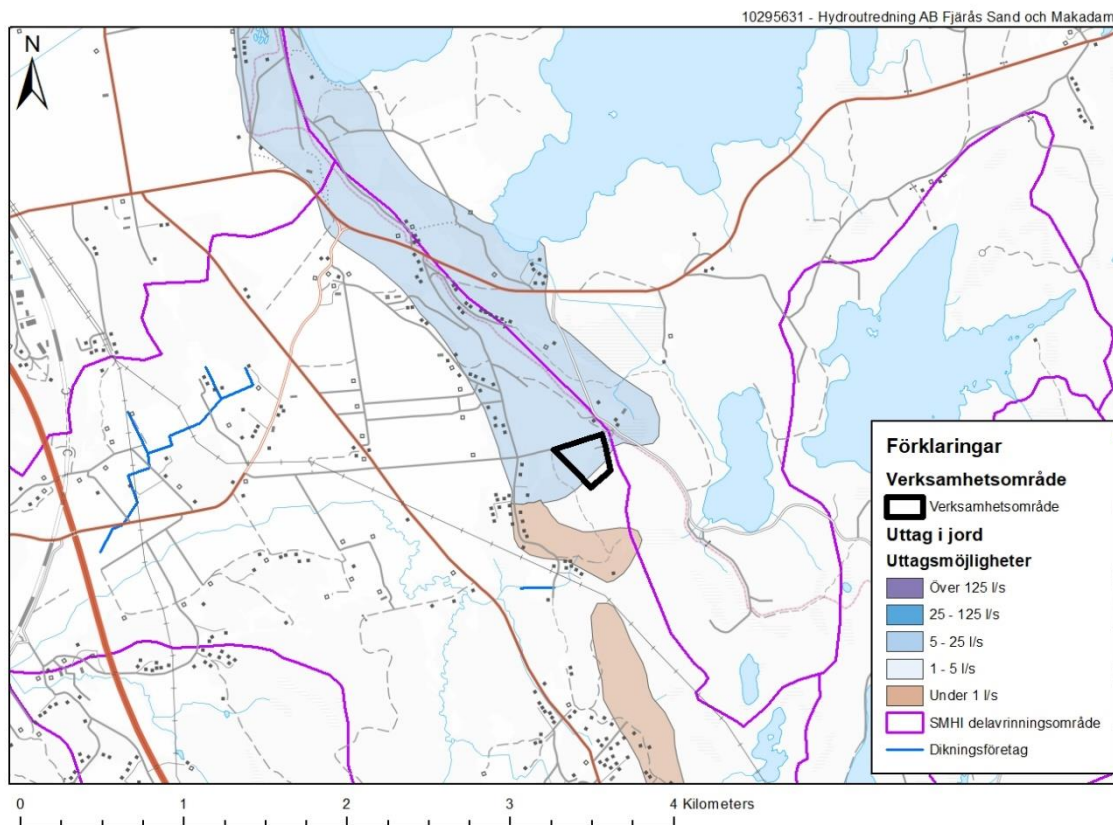 10295631 - Hydroutredning AB Fjärås Sand och Makadam
N
Förklaringar
Verksamhetsområde
Verksamhetsområde
Uttag i jord
Uttagsmöjligheter
Över 125 l/s
25 - 125 l/s
5 - 25 l/s
1 - 5 l/s
Under 1 l/s
SMHI delavrinningsområde
Dikningsföretag
0 1 2 3 4 Kilometers